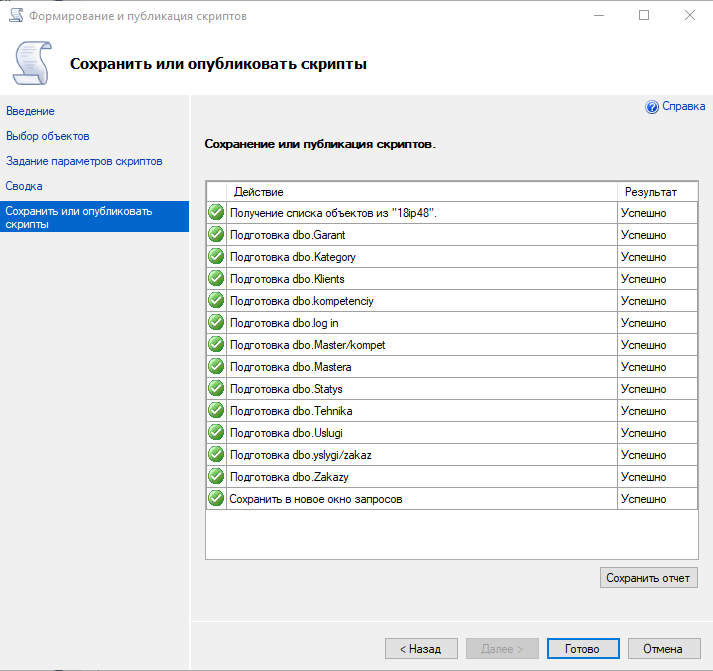 Формирование и публикация скриптов
Сохранить или опубликовать скрипты
Введение
Выбор объектов
Задание параметров скриптов
Сводка
Сохранить или опубликовать
скрипты
Справка
Сохранение или публикация скриптов.
Действие Результат
Получение списка объектов из "18ip48". Успешно
Подготовка dbo.Garant Успешно
Подготовка dbo.Kategory Успешно
Подготовка dbo.Klients Успешно
Подготовка dbo.kompetenciy Успешно
Подготовка dbo.log in Успешно
Подготовка dbo.Master/kompet Успешно
Подготовка dbo.Mastera Успешно
Подготовка dbo.Statys Успешно
Подготовка dbo.Tehnika Успешно
Подготовка dbo.Uslugi Успешно
Подготовка dbo.yslygi/zakaz Успешно
Подготовка dbo.Zakazy Успешно
Сохранить в новое окно запросов Успешно
Сохранить отчет
< Назад Далее > Готово Отмена